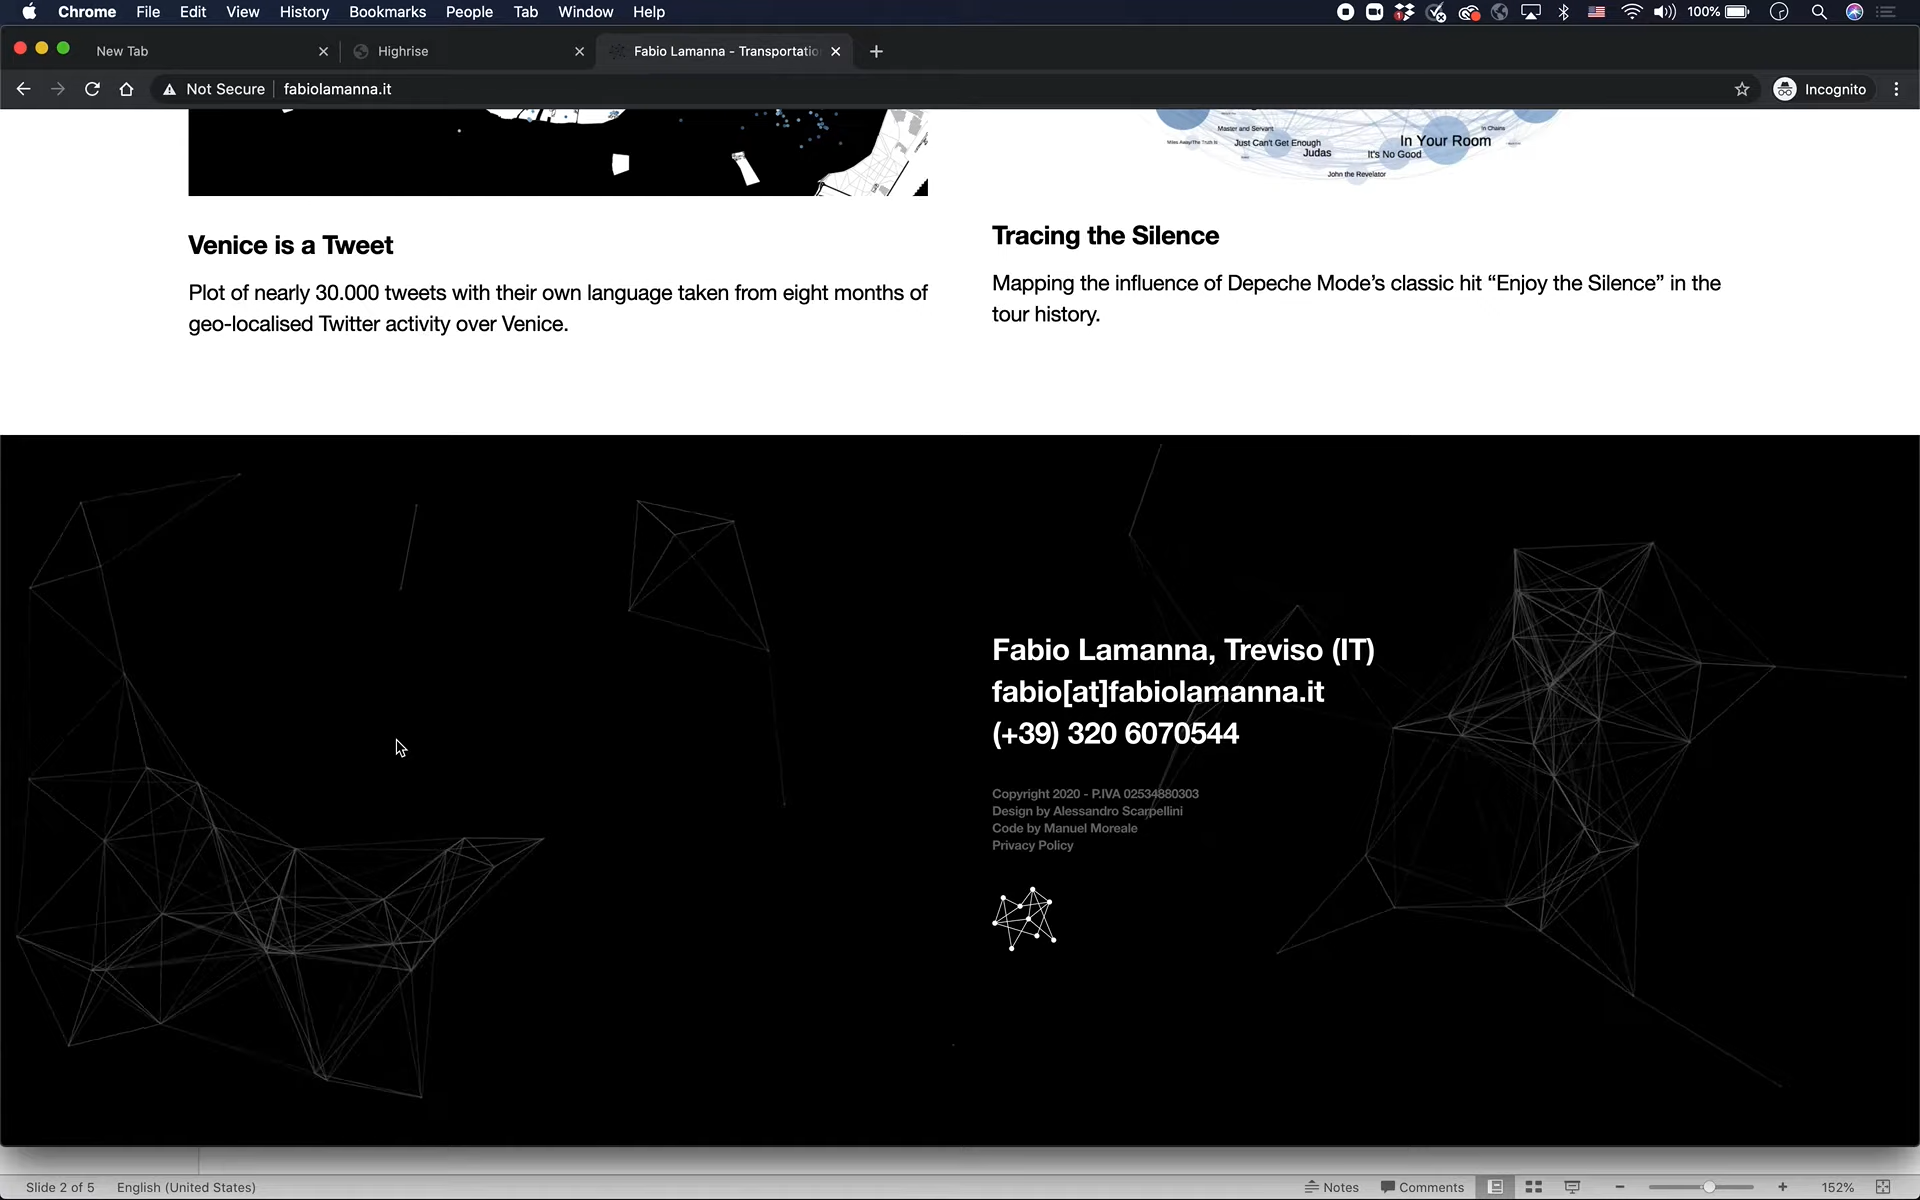 Chrome File Edit View History Bookmarks People Tab Window Help 100%
New Tab Highrise Fabio Lamanna - Transportatio
Not Secure fabiolamanna.it Incognito
Master and Servant In Chains
Just Can't Get Enough In Your Room
Judas It's No Good
John the Revelator
Venice is a Tweet
Plot of nearly 30.000 tweets with their own language taken from eight months of
geo-localised Twitter activity over Venice.
Tracing the Silence
Mapping the influence of Depeche Mode’s classic hit “Enjoy the Silence” in the
tour history.
Fabio Lamanna, Treviso (IT)
fabio[at]fabiolamanna.it
(+39) 320 6070544
Copyright 2020 - P.IVA 02534880303
Design by Alessandro Scarpellini
Code by Manuel Moreale
Privacy Policy
Slide 2 of 5 English (United States) Notes Comments 152%